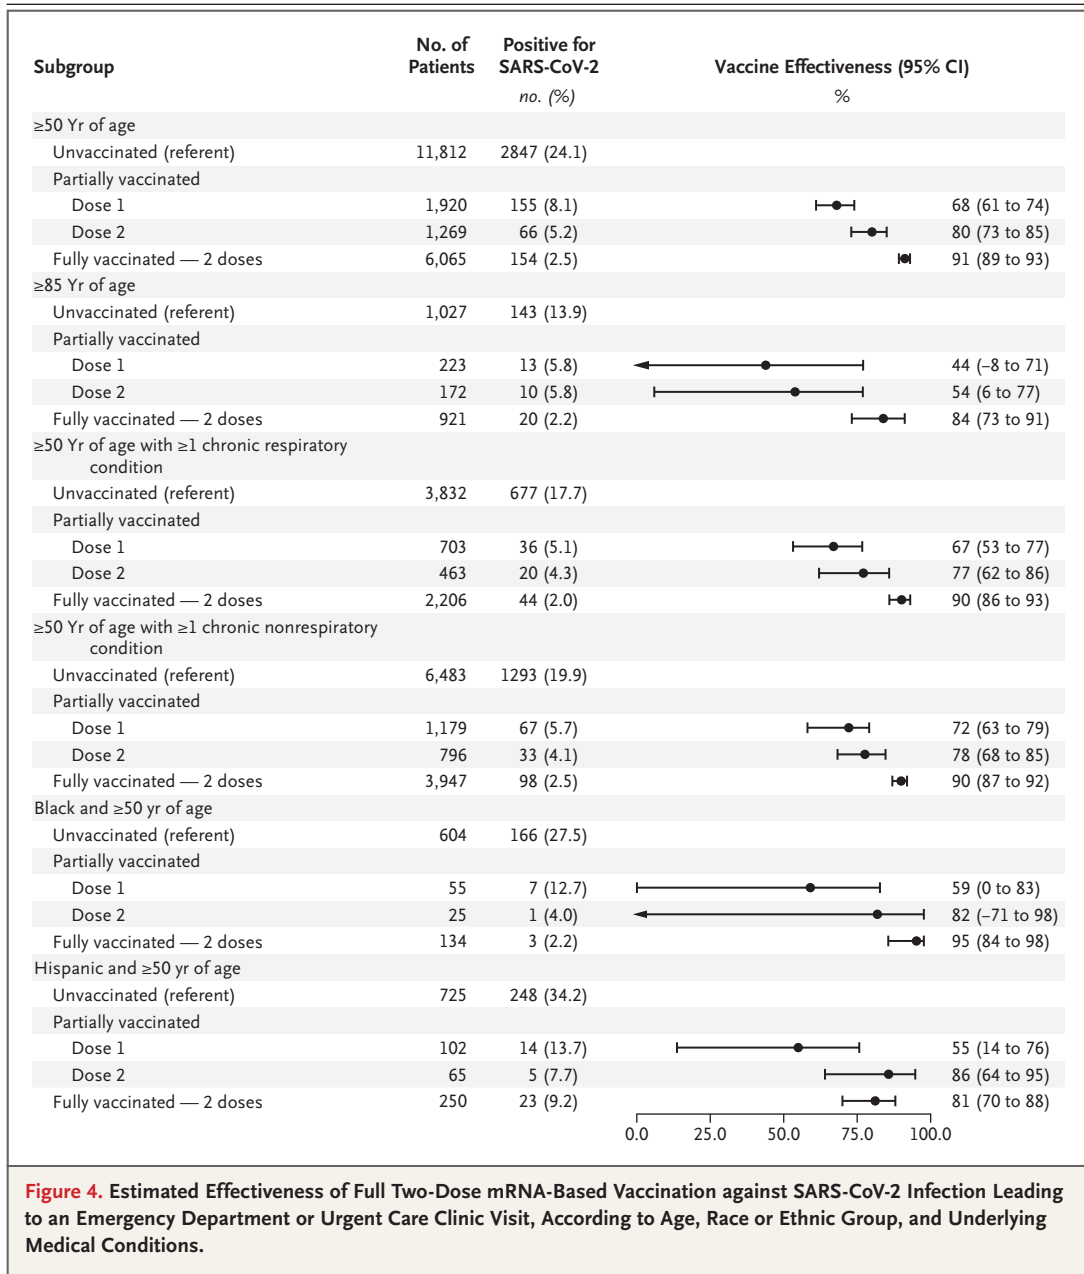 No. of Patients Positive for SARS-CoV-2
Subgroup Vaccine Effectiveness (95% CI)
no. (%) %
≥50 Yr of age
Unvaccinated (referent) 11,812 2847 (24.1)
Partially vaccinated
Dose 1 1,920 155 (8.1) 68 (61 to 74)
Dose 2 1,269 66 (5.2) 80 (73 to 85)
Fully vaccinated — 2 doses 6,065 154 (2.5) 91 (89 to 93)
≥85 Yr of age
Unvaccinated (referent) 1,027 143 (13.9)
Partially vaccinated
Dose 1 223 13 (5.8) 44 (–8 to 71)
Dose 2 172 10 (5.8) 54 (6 to 77)
Fully vaccinated — 2 doses 921 20 (2.2) 84 (73 to 91)
≥50 Yr of age with ≥1 chronic respiratory
condition
Unvaccinated (referent) 3,832 677 (17.7)
Partially vaccinated
Dose 1 703 36 (5.1) 67 (53 to 77)
Dose 2 463 20 (4.3) 77 (62 to 86)
Fully vaccinated — 2 doses 2,206 44 (2.0) 90 (86 to 93)
≥50 Yr of age with ≥1 chronic nonrespiratory
condition
Unvaccinated (referent) 6,483 1293 (19.9)
Partially vaccinated
Dose 1 1,179 67 (5.7) 72 (63 to 79)
Dose 2 796 33 (4.1) 78 (68 to 85)
Fully vaccinated — 2 doses 3,947 98 (2.5) 90 (87 to 92)
Black and ≥50 yr of age
Unvaccinated (referent) 604 166 (27.5)
Partially vaccinated
Dose 1 55 7 (12.7) 59 (0 to 83)
Dose 2 25 1 (4.0) 82 (–71 to 98)
Fully vaccinated — 2 doses 134 3 (2.2) 95 (84 to 98)
Hispanic and ≥50 yr of age
Unvaccinated (referent) 725 248 (34.2)
Partially vaccinated
Dose 1 102 14 (13.7) 55 (14 to 76)
Dose 2 65 5 (7.7) 86 (64 to 95)
Fully vaccinated — 2 doses 250 23 (9.2) 81 (70 to 88)
0.0 25.0 50.0 75.0 100.0
Figure 4. Estimated Effectiveness of Full Two-Dose mRNA-Based Vaccination against SARS-CoV-2 Infection Leading
to an Emergency Department or Urgent Care Clinic Visit, According to Age, Race or Ethnic Group, and Underlying
Medical Conditions.